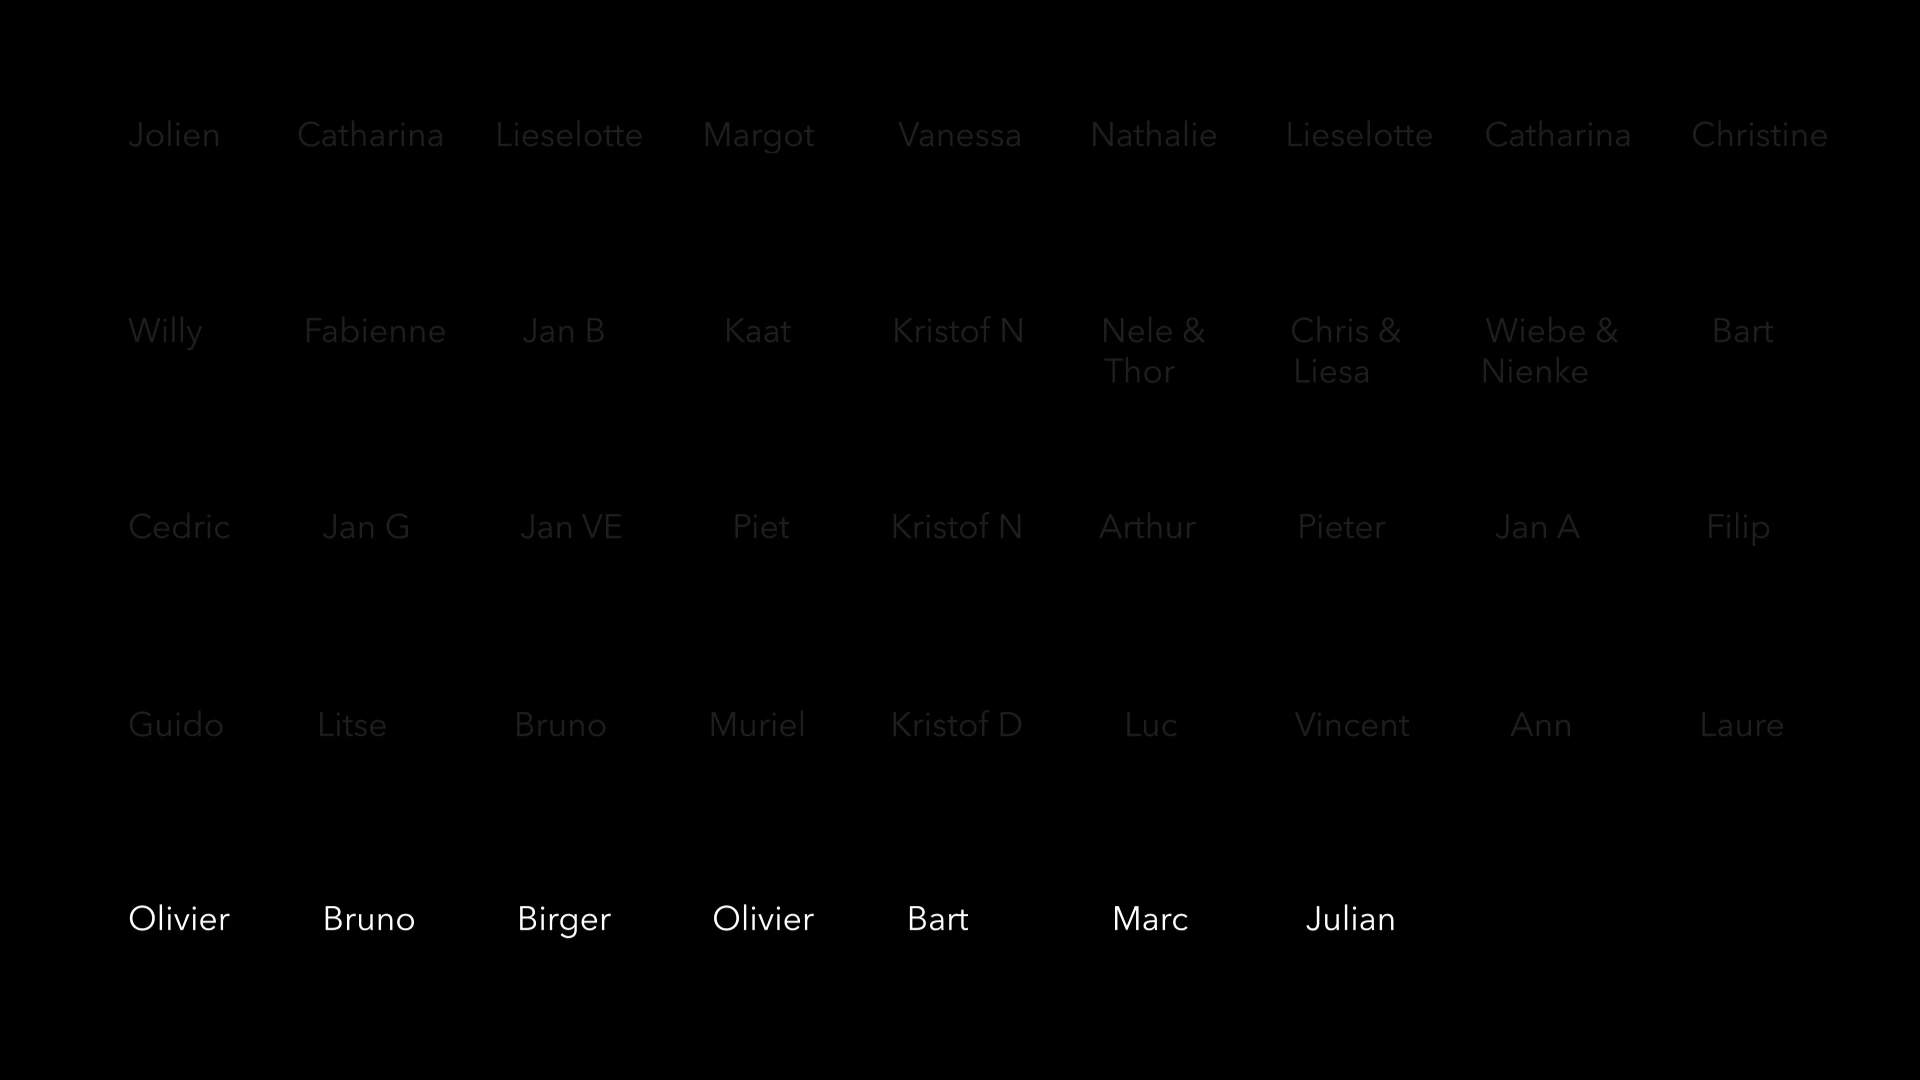 Jolien Catharina Lieselotte Margot Vanessa Nathalie Lieselotte Catharina Christine
Willy Fabienne Jan B Kaat Kristof N Nele & Chris & Wiebe & Bart
Thor Liesa Nienke
Cedric Jan G Jan VE Piet Kristof N Arthur Pieter Jan A Filip
Guido Litse Bruno Muriel Kristof D Luc Vincent Ann Laure
Olivier Bruno Birger Olivier Bart Marc Julian